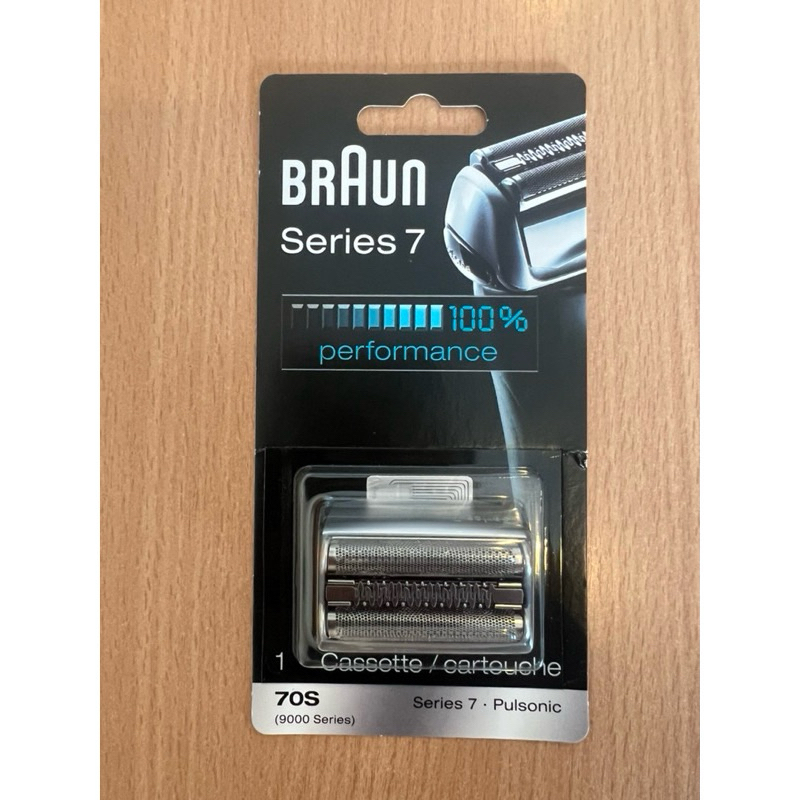 BRAUN
Series 7
100%
performance
1 Cassette / cartouche
70S
(9000 Series)
Series 7 · Pulsonic